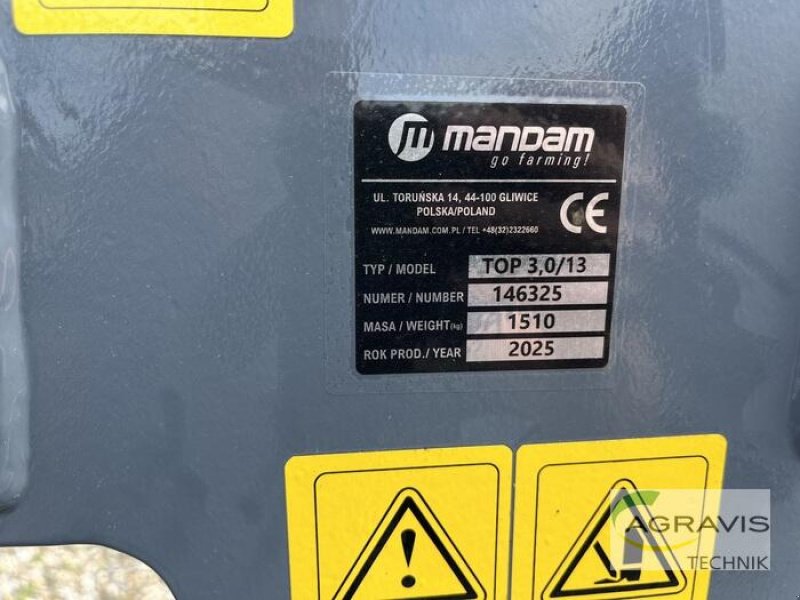 MANDAM
go farming!
UL. TORUŃSKA 14, 44-100 GLIWICE
POLSKA/POLAND
WWW.MANDAM.COM.PL / TEL +48(32)2322660
CE
TYP / MODEL TOP 3,0/13
NUMER / NUMBER 146325
MASA / WEIGHT(kg) 1510
ROK PROD./ YEAR 2025
AGRAVIS
TECHNIK